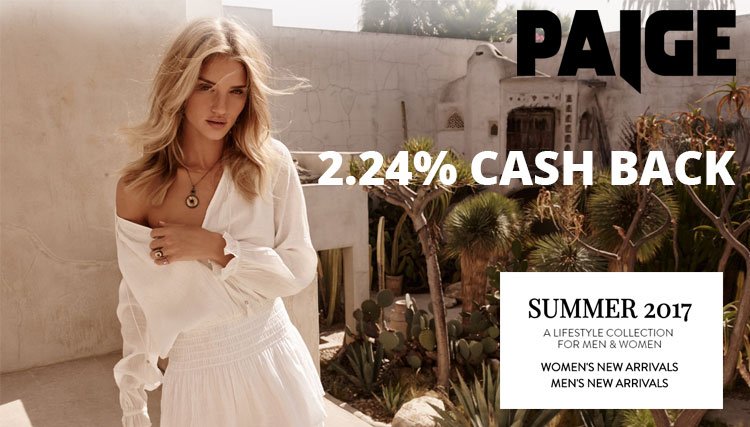 PAIGE
2.24% CASH BACK
SUMMER 2017
A LIFESTYLE COLLECTION
FOR MEN & WOMEN
WOMEN'S NEW ARRIVALS
MEN'S NEW ARRIVALS